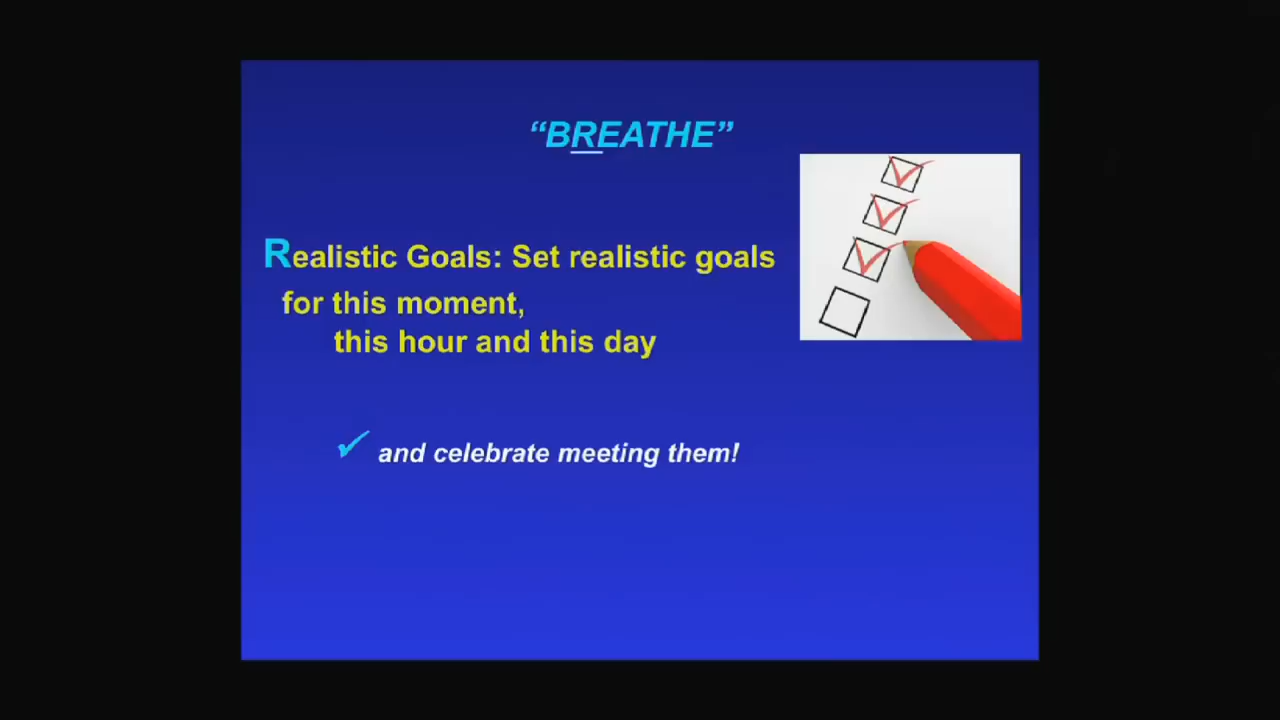 “BREATHE”
Realistic Goals: Set realistic goals
for this moment,
this hour and this day
✓ and celebrate meeting them!